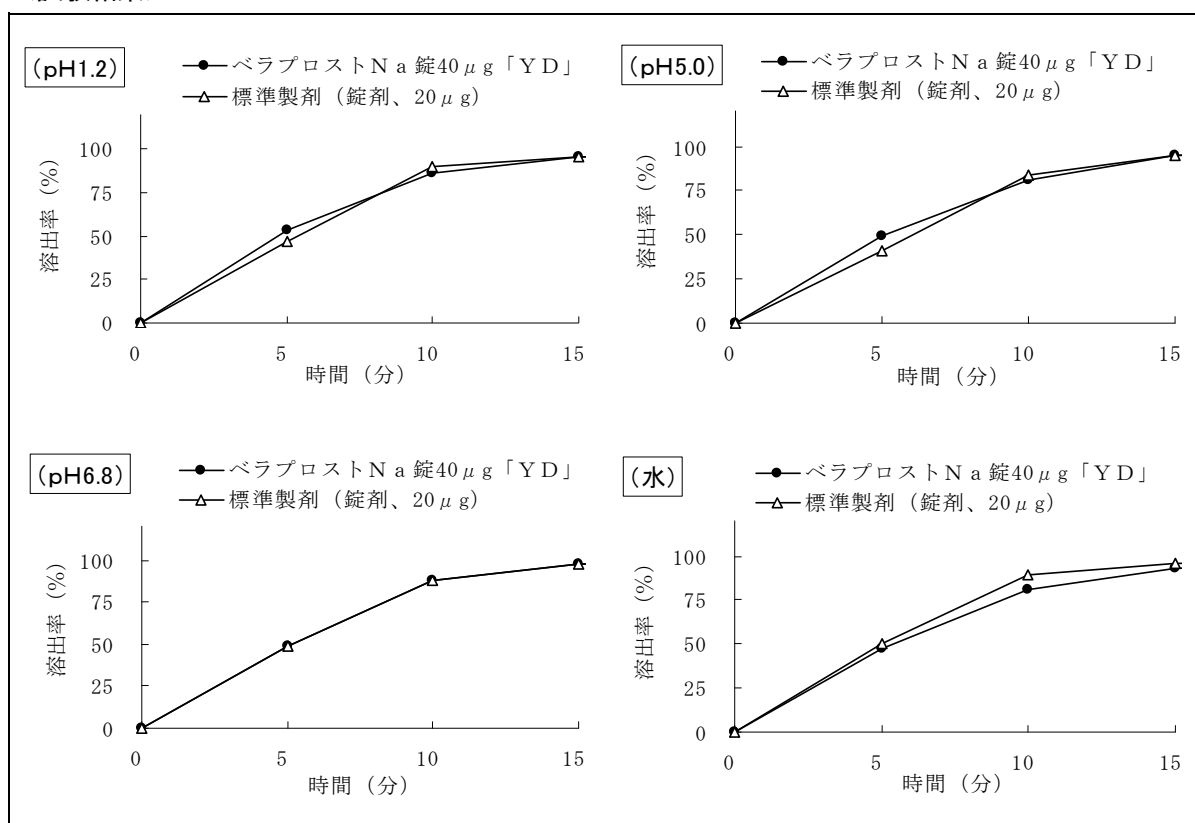 (pH1.2)
ベラプロストNa錠40μg「YD」
標準製剤(錠剤、20μg)
溶出率(%)
100
75
50
25
0
0 5 10 15
時間(分)
(pH5.0)
ベラプロストNa錠40μg「YD」
標準製剤(錠剤、20μg)
溶出率(%)
100
75
50
25
0
0 5 10 15
時間(分)
(pH6.8)
ベラプロストNa錠40μg「YD」
標準製剤(錠剤、20μg)
溶出率(%)
100
75
50
25
0
0 5 10 15
時間(分)
(水)
ベラプロストNa錠40μg「YD」
標準製剤(錠剤、20μg)
溶出率(%)
100
75
50
25
0
0 5 10 15
時間(分)